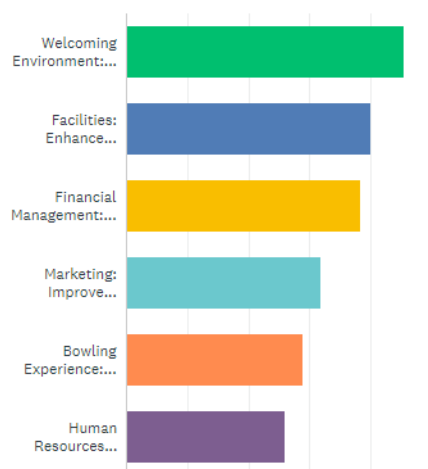 Welcoming
Environment:...
Facilities:
Enhance...
Financial
Management:...
Marketing:
Improve...
Bowling
Experience:...
Human
Resources...